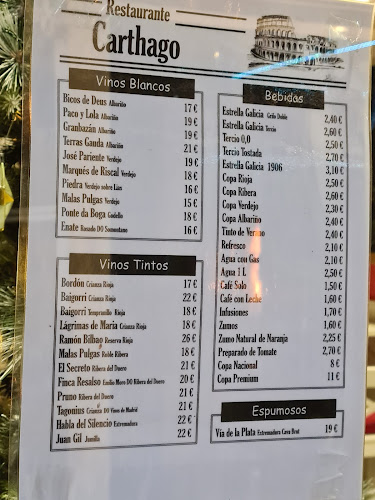 Restaurante
Carthago
Vinos Blancos
Bicos de Deus Albariño 17 €
Paco y Lola Albariño 19 €
Granbazán Albariño 19 €
Terras Gauda Albariño 21 €
José Pariente Verdejo 19 €
Marqués de Riscal Verdejo 18 €
Piedra Verdejo sobre Lías 16 €
Malas Pulgas Verdejo 15 €
Ponte da Boga Godello 18 €
Enate Rosado DO Somontano 16 €
Vinos Tintos
Bordón Crianza Rioja 17 €
Baigorri Crianza Rioja 22 €
Baigorri Tempranillo Rioja 18 €
Lágrimas de María Crianza Rioja 18 €
Ramón Bilbao Reserva Rioja 26 €
Malas Pulgas Roble Ribera 18 €
El Secreto Ribera del Duero 21 €
Finca Resalso Emilio Moro DO Ribera del Duero 20 €
Pruno Ribera del Duero 21 €
Tagonius Crianza DO Vinos de Madrid 21 €
Habla del Silencio Extremadura 22 €
Juan Gil Jumilla 22 €
Bebidas
Estrella Galicia Grifo Doble 2,40 €
Estrella Galicia Tercio 2,60 €
Tercio 0,0 2,50 €
Tercio Tostada 2,70 €
Estrella Galicia 1906 3,10 €
Copa Rioja 2,50 €
Copa Ribera 2,60 €
Copa Verdejo 2,30 €
Copa Albariño 2,60 €
Tinto de Verano 2,40 €
Refresco 2,10 €
Agua con Gas 2,10 €
Agua 1 L 2,50 €
Café Solo 1,50 €
Café con Leche 1,60 €
Infusiones 1,70 €
Zumos 1,60 €
Zumo Natural de Naranja 2,25 €
Preparado de Tomate 2,70 €
Copa Nacional 8 €
Copa Premium 11 €
Espumosos
Vía de la Plata Extremadura Cava Brut 19 €